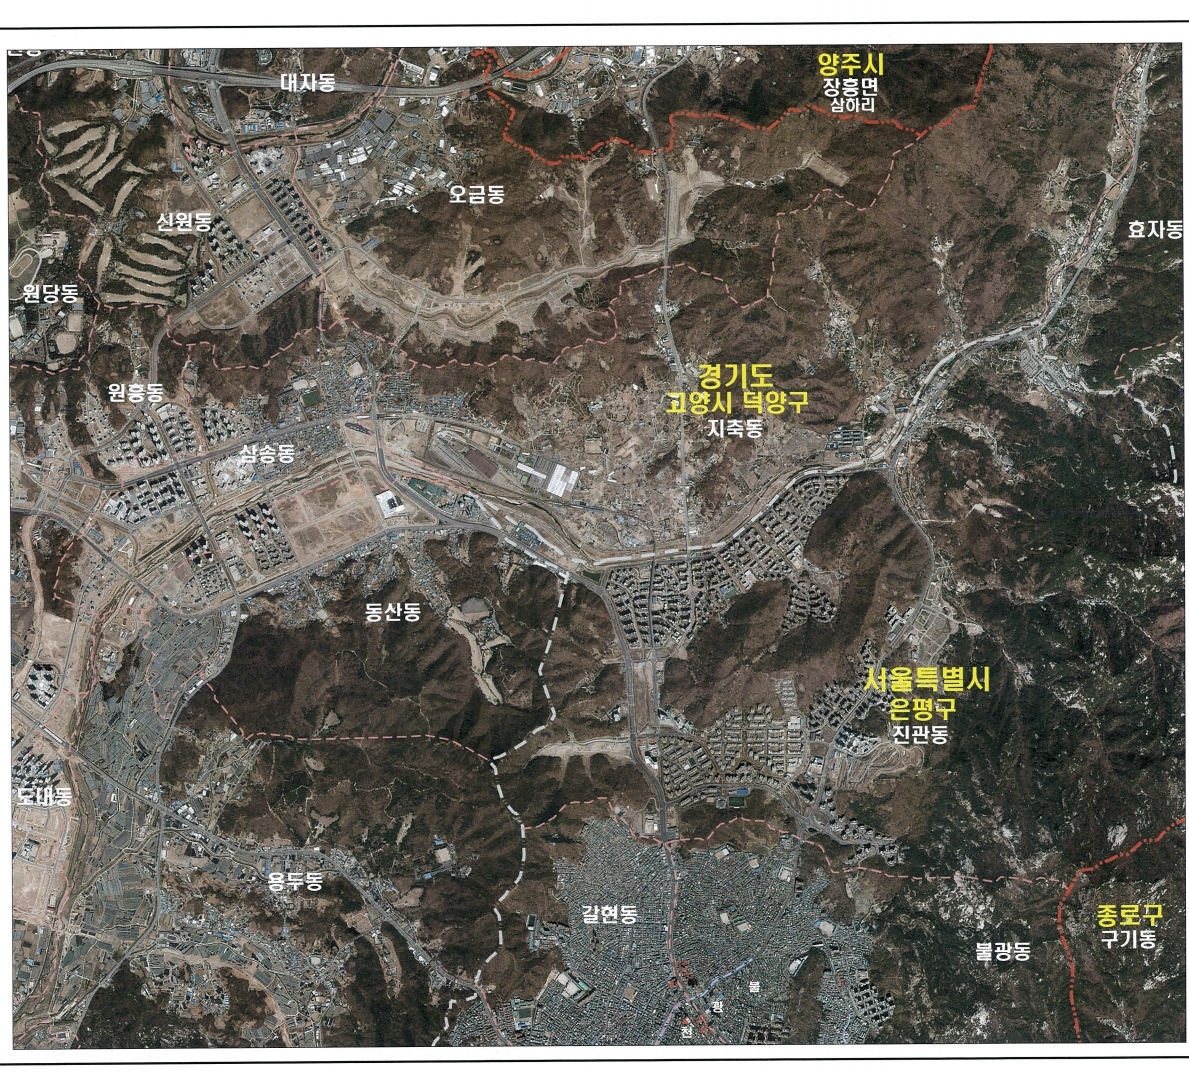 양주시
장흥면
삼하리
대자동
오금동
신원동
효자동
원당동
원흥동
경기도
고양시 덕양구
지축동
삼송동
동산동
서울특별시
은평구
진관동
도내동
용두동
갈현동
종로구
구기동
불광동
불
광
천